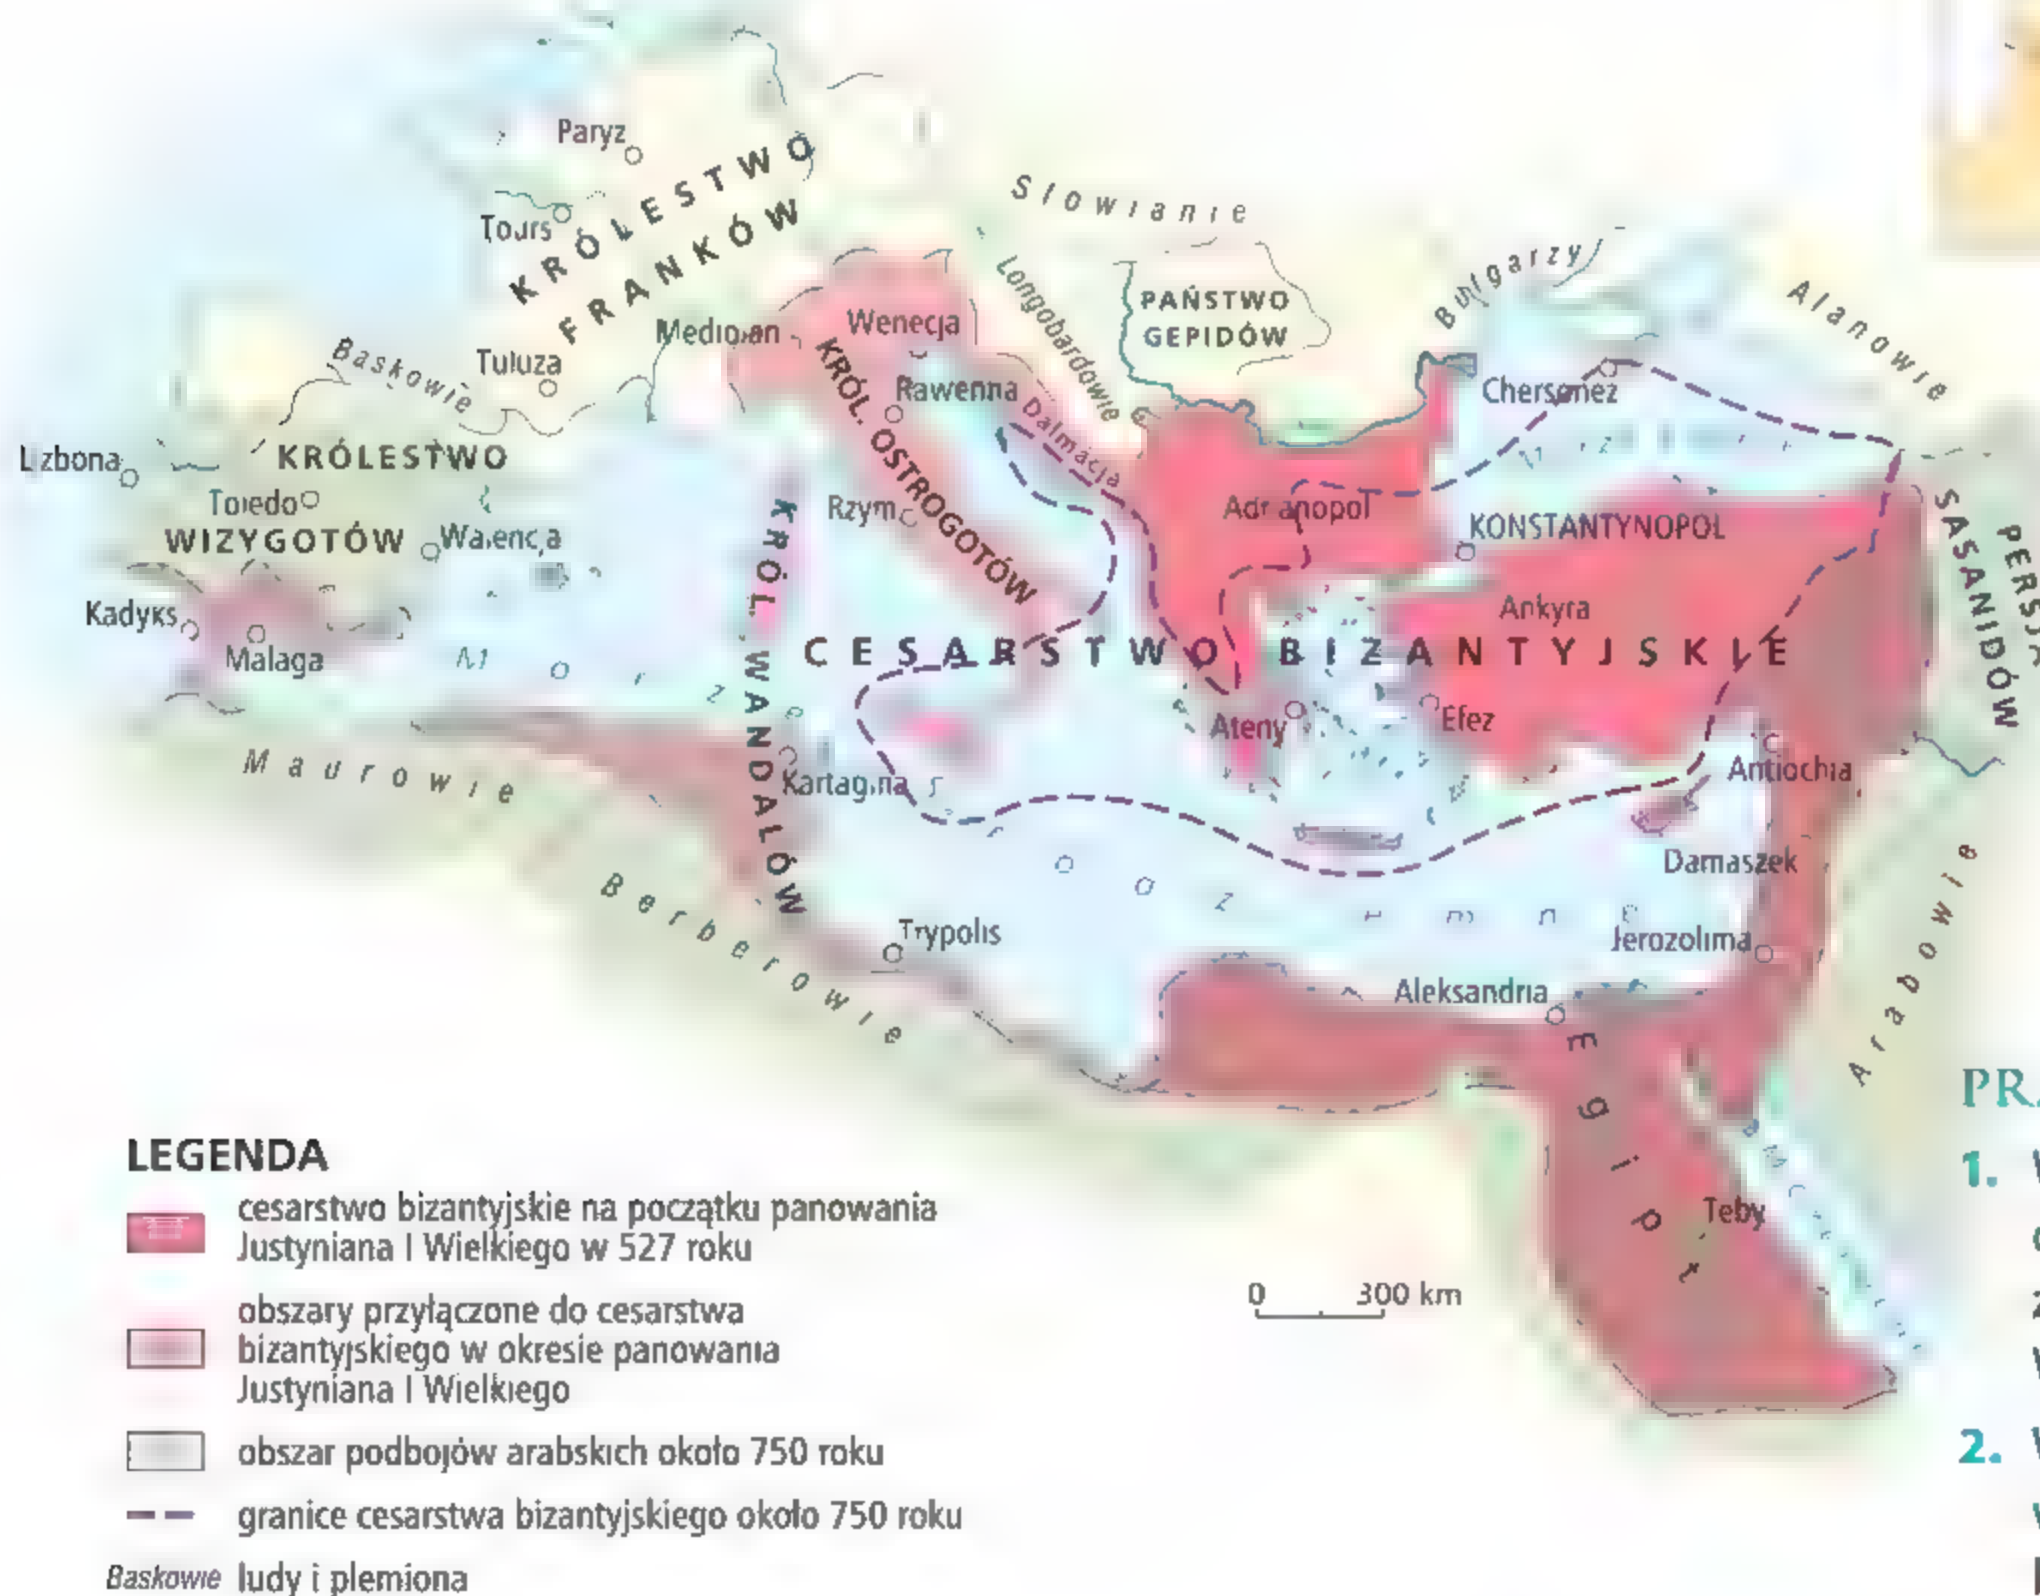 Paryz
Tours
KRÓLESTWO
FRANKÓW
Słowianie
Longobardowie
PAŃSTWO
GEPIDÓW
Bułgarzy
Alanowie
Mediolan
Wenecja
Baskowie
Tuluza
Rawenna
Dalmacja
Chersonez
KRÓL. OSTROGOTÓW
Lizbona
KRÓLESTWO
Toledo
WIZYGOTÓW
Walencja
Rzym
Adrianopol
KONSTANTYNOPOL
PERSJA
SASANIDÓW
KRÓL. WANDALÓW
Kadyks
Malaga
Ankyra
CESARSTWO BIZANTYJSKIE
Morze
Ateny
Efez
Antiochia
Maurowie
Kartagina
Damaszek
Berberowie
Trypolis
Jerozolima
Arabowie
Aleksandria
Egipt
Teby
LEGENDA
cesarstwo bizantyjskie na początku panowania
Justyniana I Wielkiego w 527 roku
obszary przyłączone do cesarstwa
bizantyjskiego w okresie panowania
Justyniana I Wielkiego
obszar podbojów arabskich około 750 roku
granice cesarstwa bizantyjskiego około 750 roku
Baskowie ludy i plemiona
0 300 km
PR
1.
2.